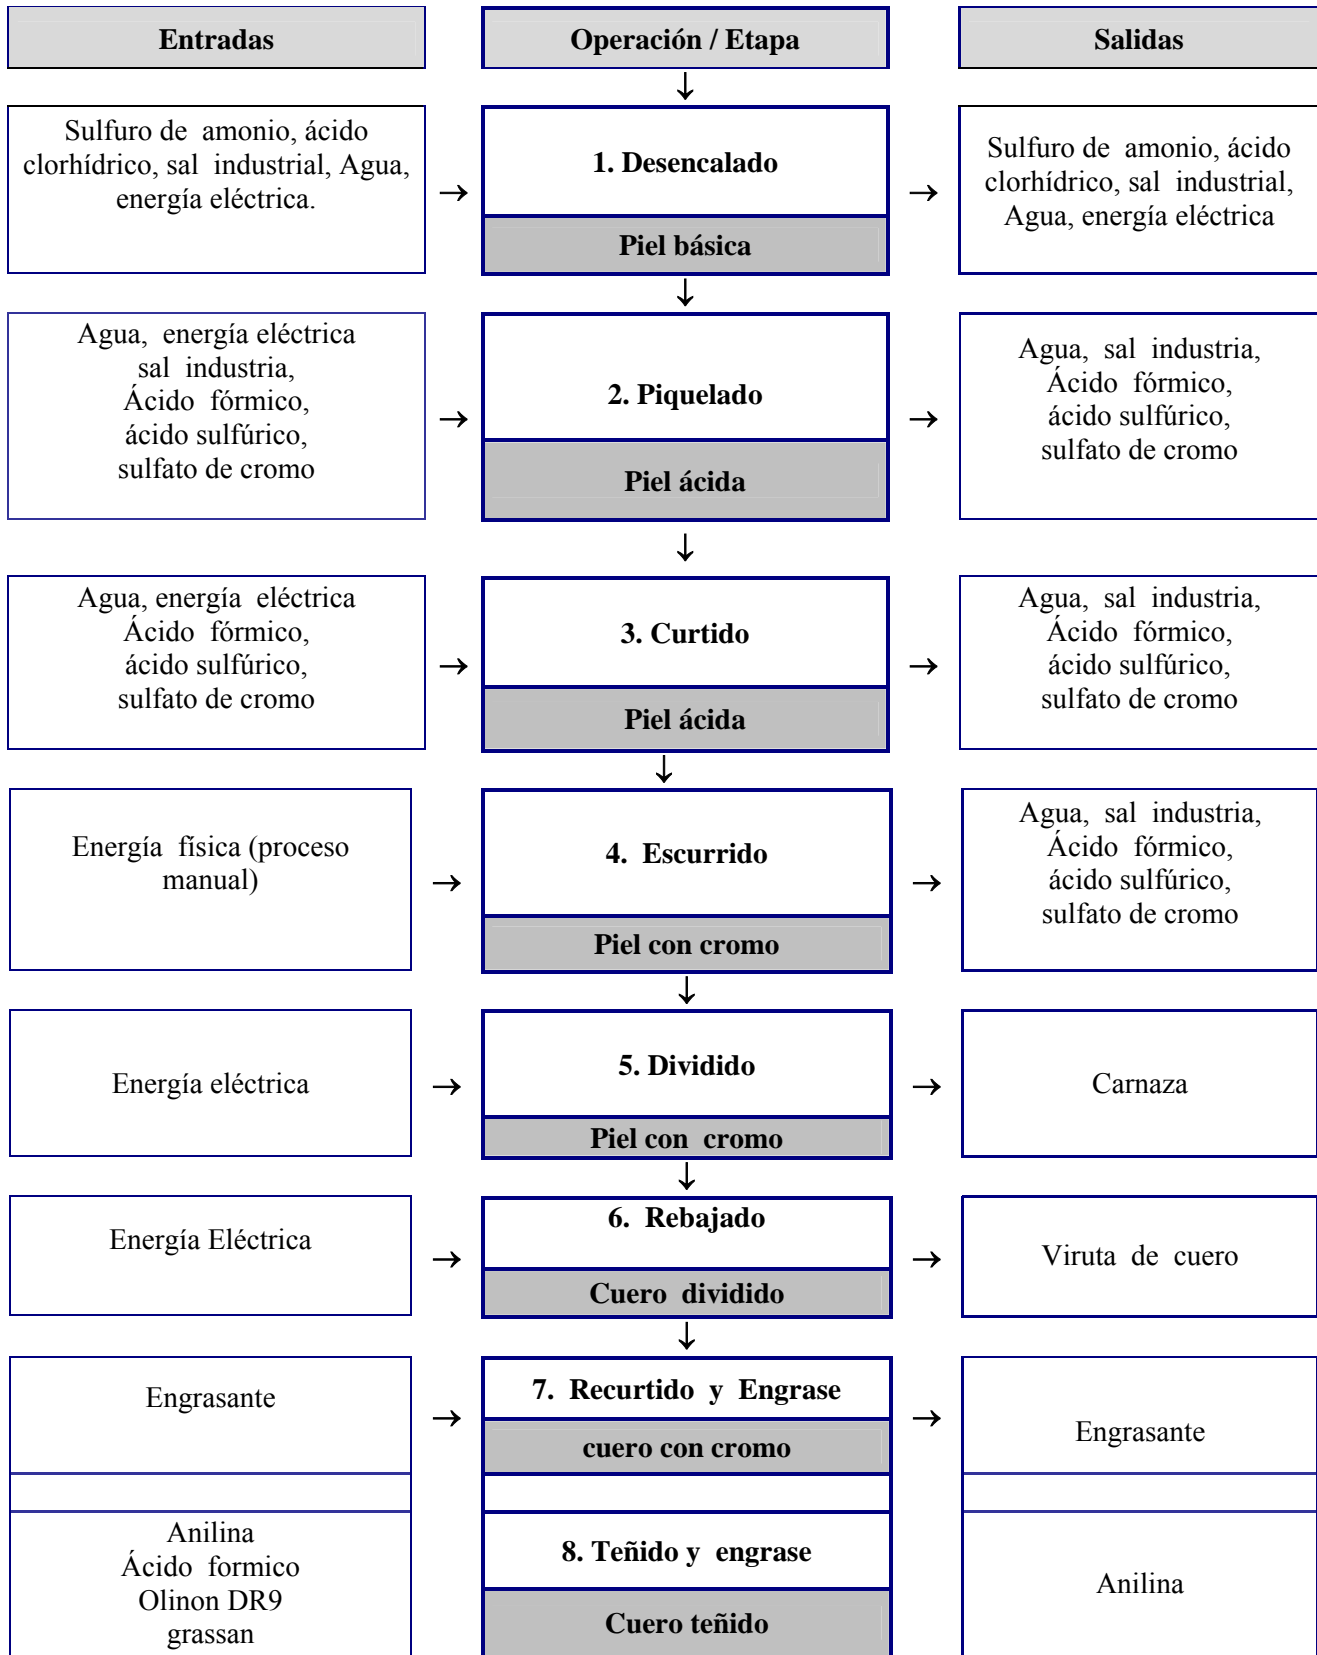 Entradas
Operación / Etapa
Salidas
↓
Sulfuro de amonio, ácido
clorhídrico, sal industrial, Agua,
energía eléctrica.
→
1. Desencalado
Piel básica
→
Sulfuro de amonio, ácido
clorhídrico, sal industrial,
Agua, energía eléctrica
↓
Agua, energía eléctrica
sal industria,
Ácido fórmico,
ácido sulfúrico,
sulfato de cromo
→
2. Piquelado
Piel ácida
→
Agua, sal industria,
Ácido fórmico,
ácido sulfúrico,
sulfato de cromo
↓
Agua, energía eléctrica
Ácido fórmico,
ácido sulfúrico,
sulfato de cromo
→
3. Curtido
Piel ácida
→
Agua, sal industria,
Ácido fórmico,
ácido sulfúrico,
sulfato de cromo
↓
Energía física (proceso
manual)
→
4. Escurrido
Piel con cromo
→
Agua, sal industria,
Ácido fórmico,
ácido sulfúrico,
sulfato de cromo
↓
Energía eléctrica
→
5. Dividido
Piel con cromo
→
Carnaza
↓
Energía Eléctrica
→
6. Rebajado
Cuero dividido
→
Viruta de cuero
↓
Engrasante
→
7. Recurtido y Engrase
cuero con cromo
→
Engrasante
Anilina
Ácido formico
Olinon DR9
grassan
8. Teñido y engrase
Cuero teñido
Anilina